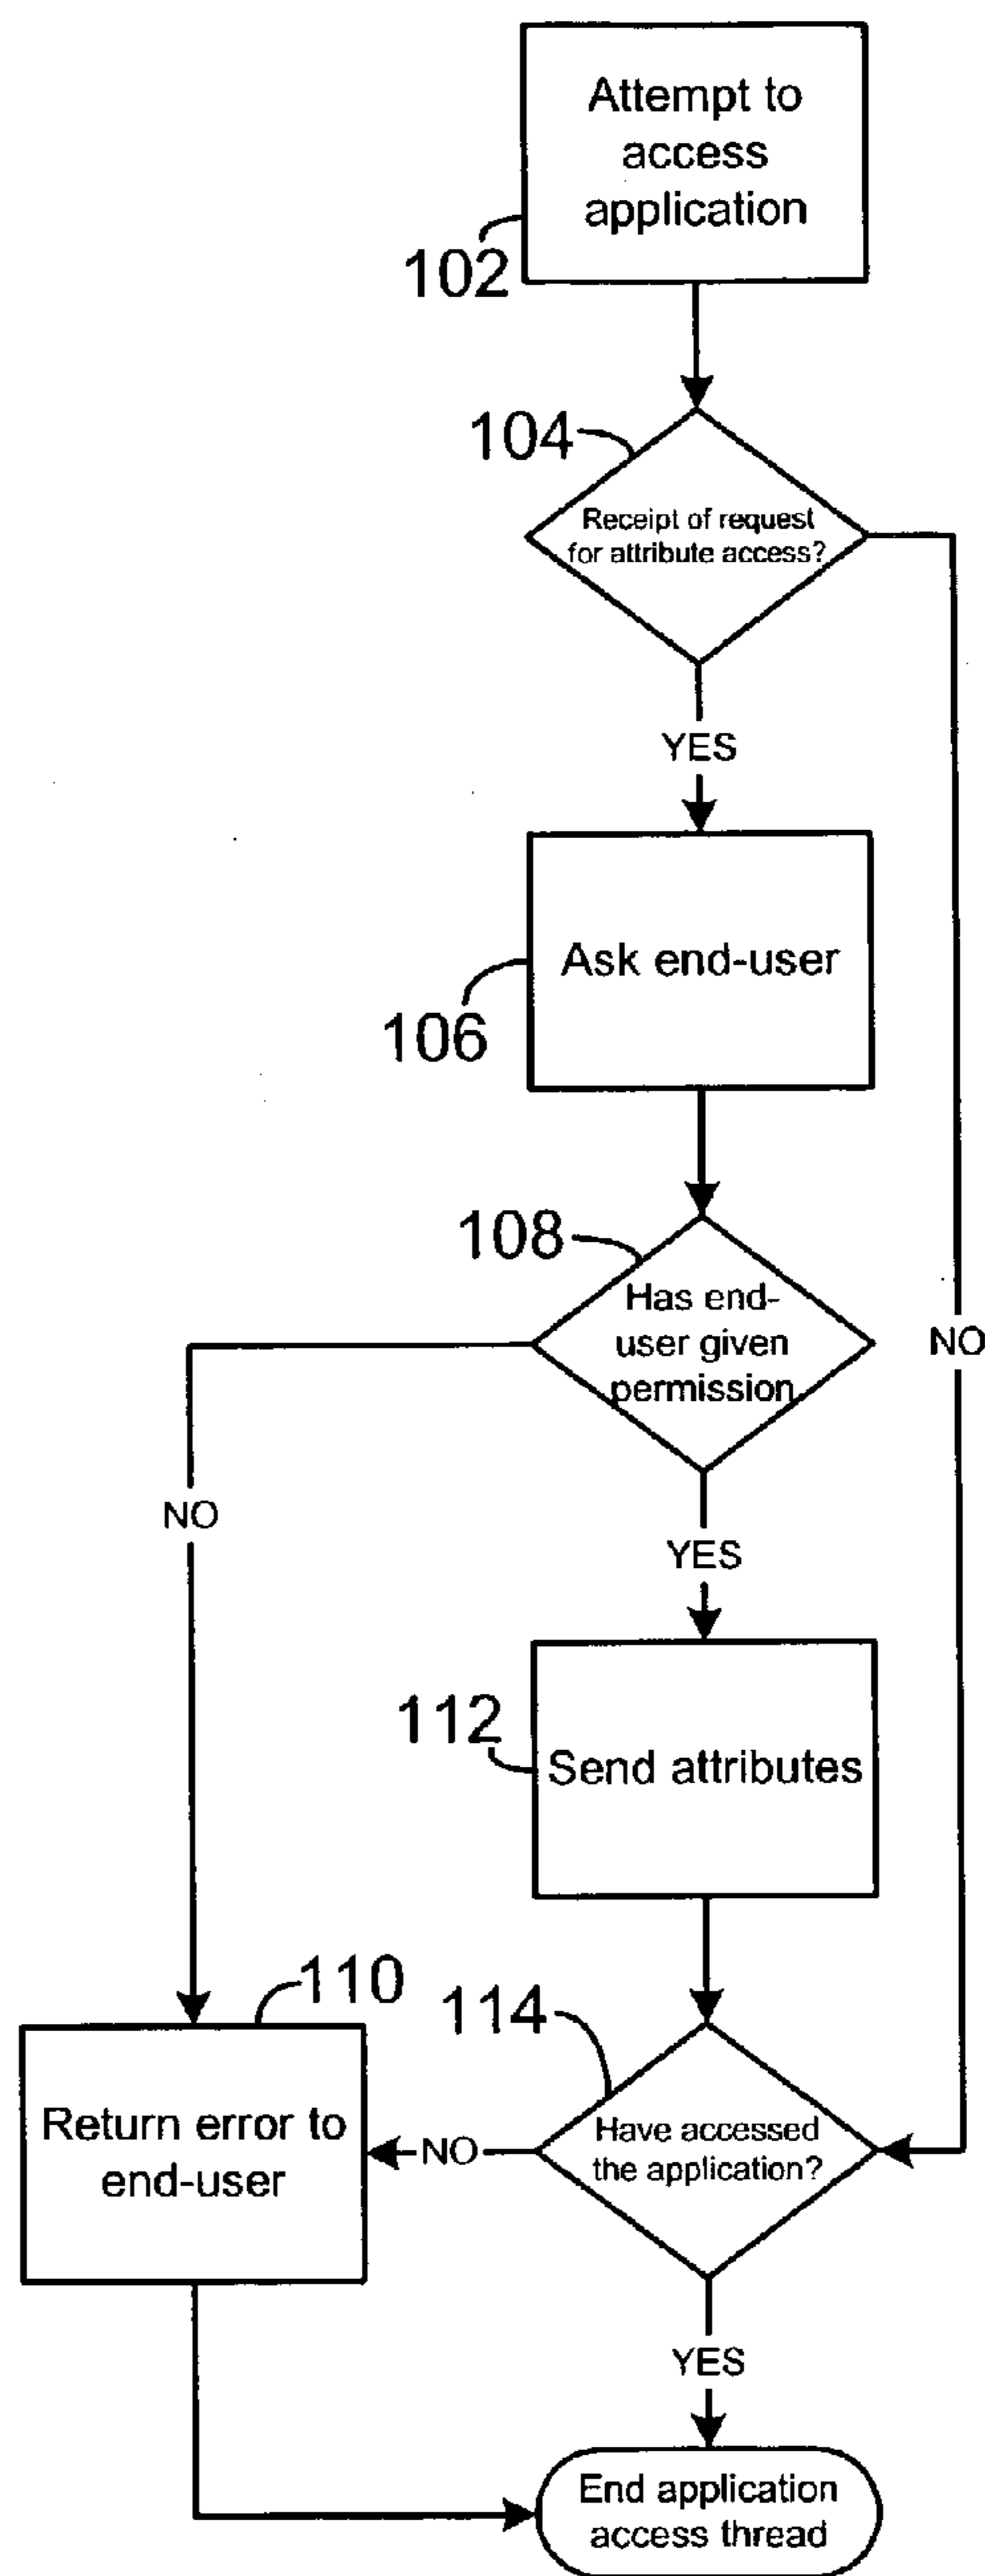 Attempt to
access
application
102
104
Receipt of request
for attribute access?
YES
Ask end-user
106
108
Has end-
user given
permission
NO
NO
YES
112
Send attributes
110
114
Return error to
end-user
NO
Have accessed
the application?
YES
End application
access thread